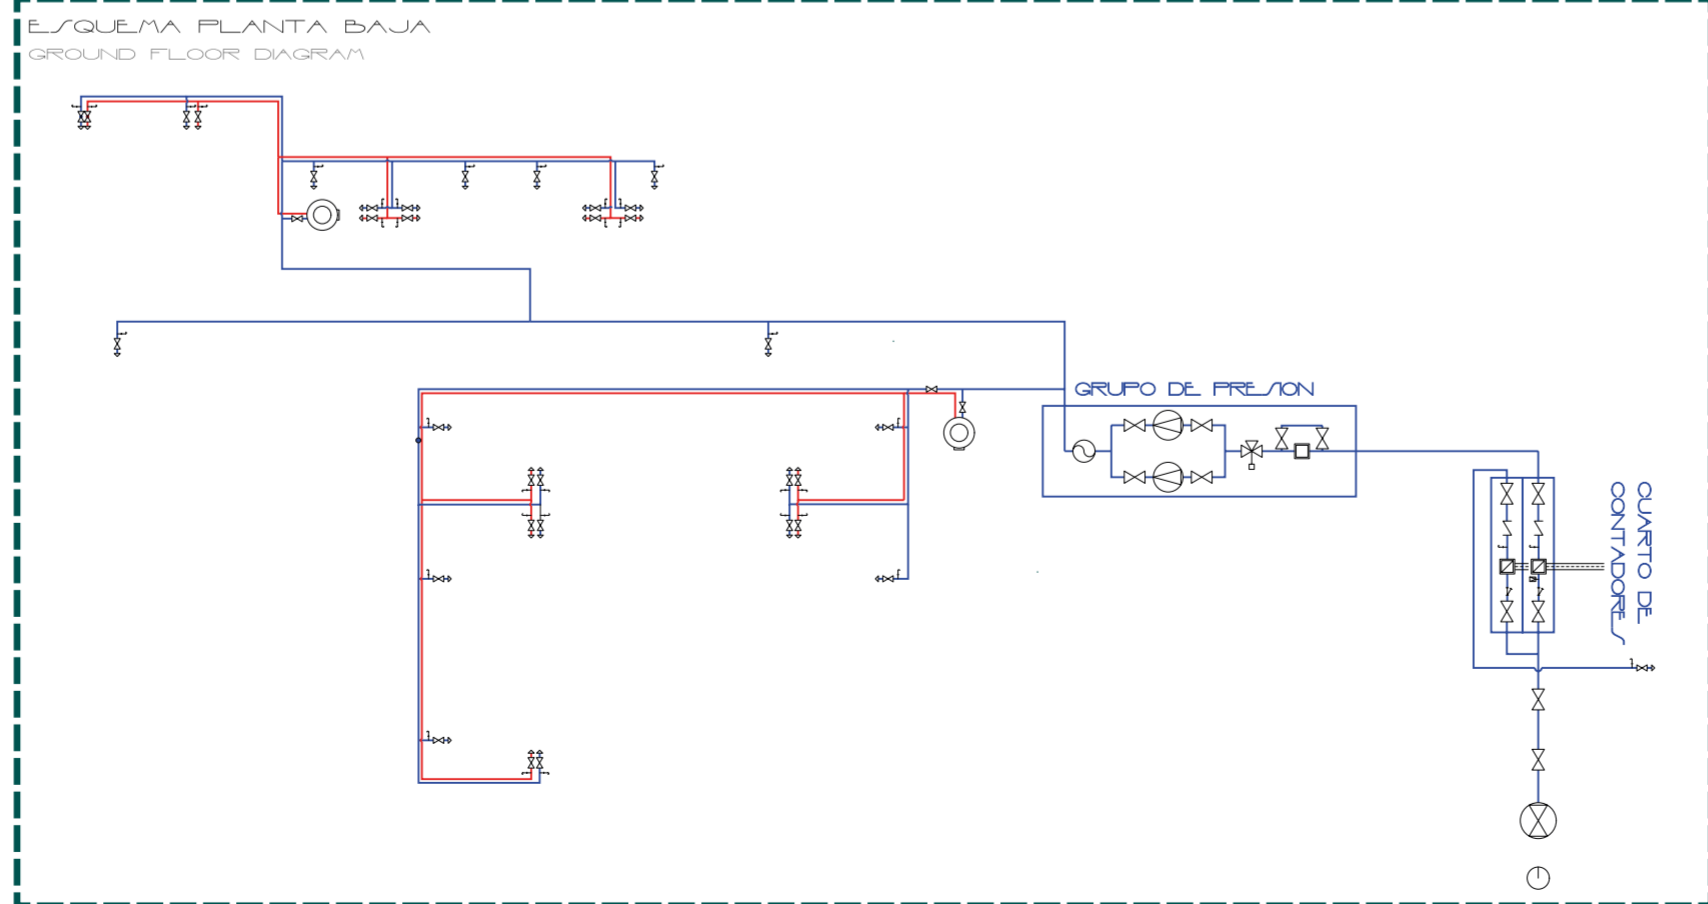 ESQUEMA PLANTA BAJA
GROUND FLOOR DIAGRAM
GRUPO DE PRESION
CUARTO DE
CONTADORES